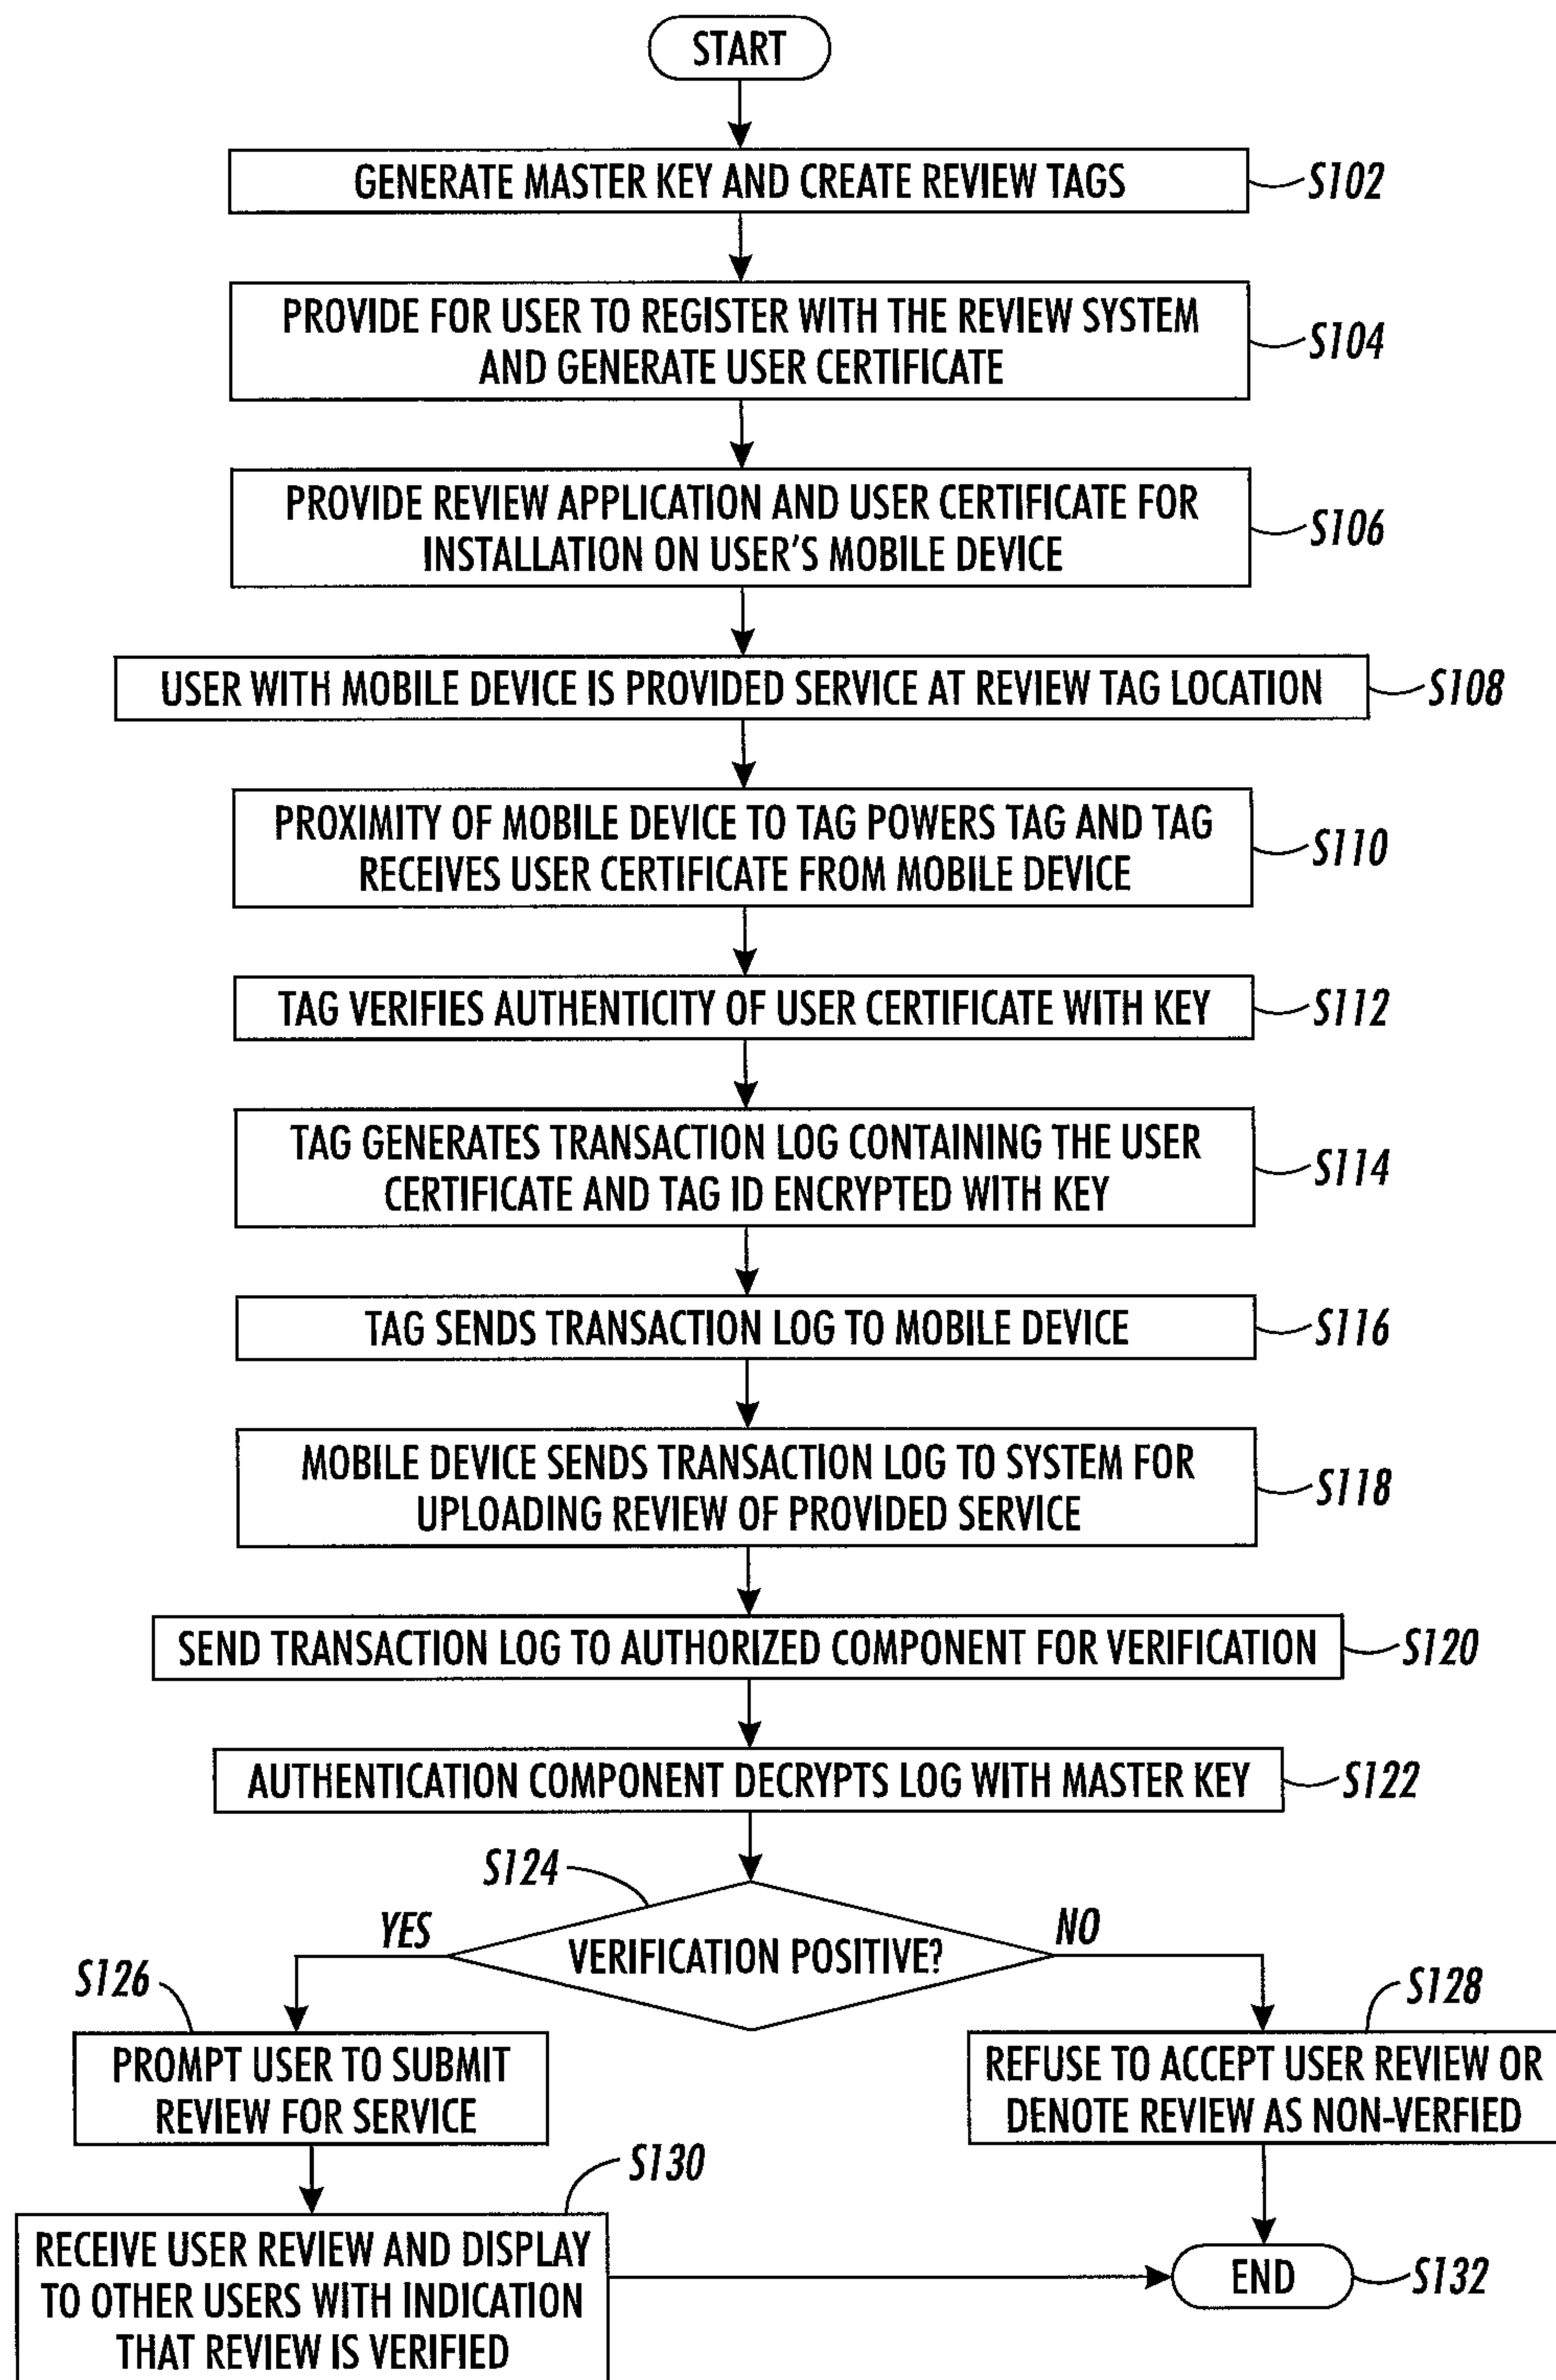 START
GENERATE MASTER KEY AND CREATE REVIEW TAGS
S102
PROVIDE FOR USER TO REGISTER WITH THE REVIEW SYSTEM
AND GENERATE USER CERTIFICATE
S104
PROVIDE REVIEW APPLICATION AND USER CERTIFICATE FOR
INSTALLATION ON USER'S MOBILE DEVICE
S106
USER WITH MOBILE DEVICE IS PROVIDED SERVICE AT REVIEW TAG LOCATION
S108
PROXIMITY OF MOBILE DEVICE TO TAG POWERS TAG AND TAG
RECEIVES USER CERTIFICATE FROM MOBILE DEVICE
S110
TAG VERIFIES AUTHENTICITY OF USER CERTIFICATE WITH KEY
S112
TAG GENERATES TRANSACTION LOG CONTAINING THE USER
CERTIFICATE AND TAG ID ENCRYPTED WITH KEY
S114
TAG SENDS TRANSACTION LOG TO MOBILE DEVICE
S116
MOBILE DEVICE SENDS TRANSACTION LOG TO SYSTEM FOR
UPLOADING REVIEW OF PROVIDED SERVICE
S118
SEND TRANSACTION LOG TO AUTHORIZED COMPONENT FOR VERIFICATION
S120
AUTHENTICATION COMPONENT DECRYPTS LOG WITH MASTER KEY
S122
S124
YES
VERIFICATION POSITIVE?
NO
S126
PROMPT USER TO SUBMIT
REVIEW FOR SERVICE
S128
REFUSE TO ACCEPT USER REVIEW OR
DENOTE REVIEW AS NON-VERFIED
S130
RECEIVE USER REVIEW AND DISPLAY
TO OTHER USERS WITH INDICATION
THAT REVIEW IS VERIFIED
END
S132